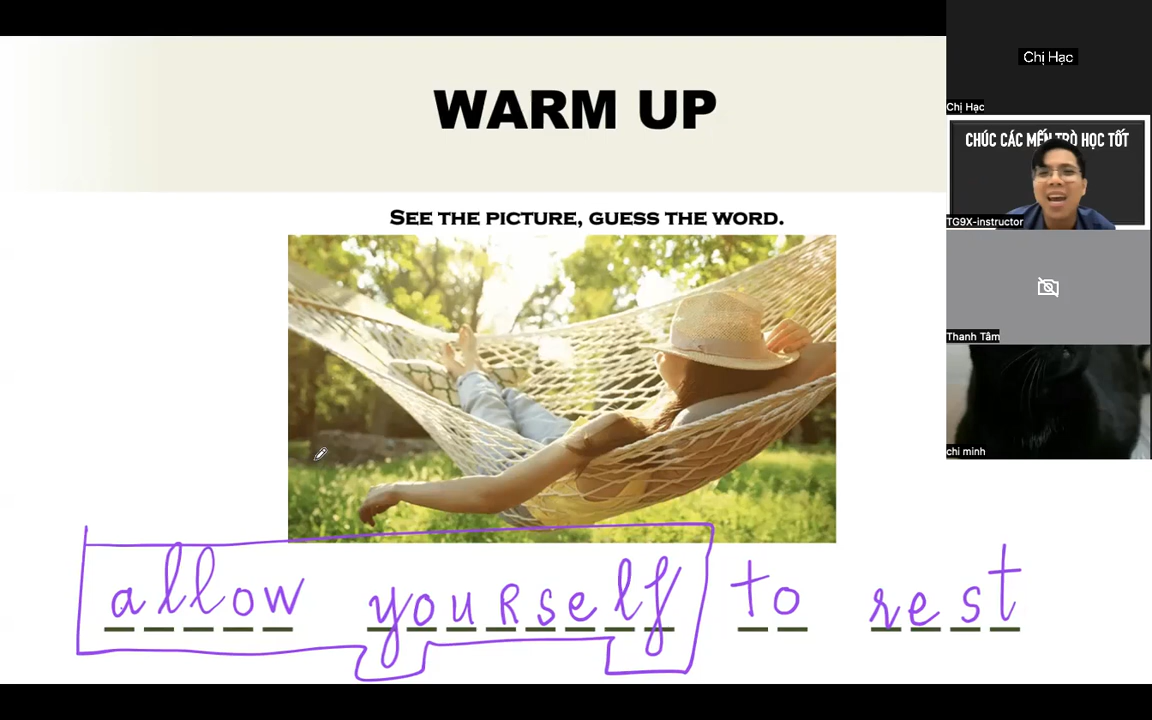 WARM UP
SEE THE PICTURE, GUESS THE WORD.
allow yourself to rest
Chị Hạc
Chị Hạc
CHÚC CÁC MẾN TRÒ HỌC TỐT
TG9X-instructor
Thanh Tâm
chi minh